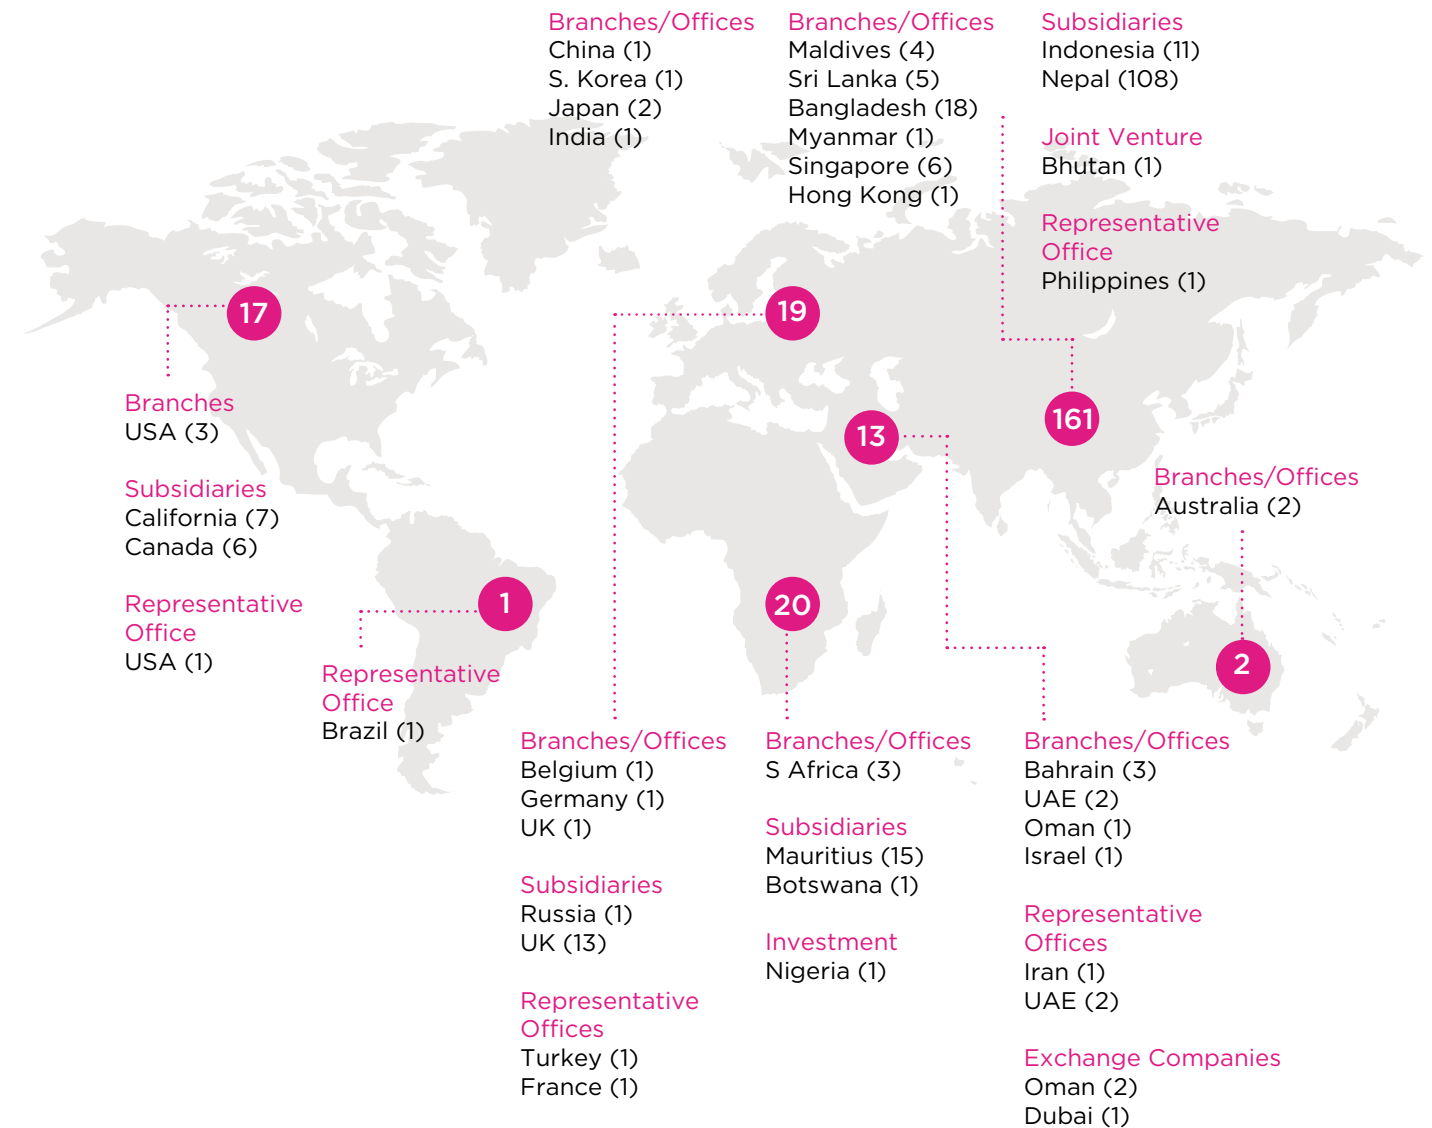 Branches/Offices
China (1)
S. Korea (1)
Japan (2)
India (1)
Branches/Offices
Maldives (4)
Sri Lanka (5)
Bangladesh (18)
Myanmar (1)
Singapore (6)
Hong Kong (1)
Subsidiaries
Indonesia (11)
Nepal (108)
Joint Venture
Bhutan (1)
Representative
Office
Philippines (1)
17
19
161
13
1
20
2
Branches
USA (3)
Subsidiaries
California (7)
Canada (6)
Representative
Office
USA (1)
Representative
Office
Brazil (1)
Branches/Offices
Australia (2)
Branches/Offices
Belgium (1)
Germany (1)
UK (1)
Subsidiaries
Russia (1)
UK (13)
Representative
Offices
Turkey (1)
France (1)
Branches/Offices
S Africa (3)
Subsidiaries
Mauritius (15)
Botswana (1)
Investment
Nigeria (1)
Branches/Offices
Bahrain (3)
UAE (2)
Oman (1)
Israel (1)
Representative
Offices
Iran (1)
UAE (2)
Exchange Companies
Oman (2)
Dubai (1)